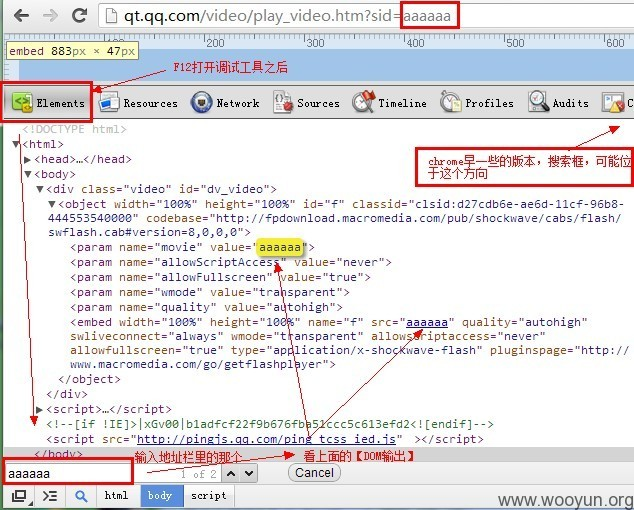 qt.qq.com/video/play_video.htm?sid=aaaaaa
embed 883px × 47px
200 300 400 500 600
F12打开调试工具之后
Elements Resources Network Sources Timeline Profiles Audits C
<!DOCTYPE html>
chrome早一些的版本，搜索框，可能位
于这个方向
▼<html>
▶<head>…</head>
▼<body>
▼<div class="video" id="dv_video">
▼<object width="100%" height="100%" id="f" classid="clsid:d27cdb6e-ae6d-11cf-96b8-
444553540000" codebase="http://fpdownload.macromedia.com/pub/shockwave/cabs/flash/
swflash.cab#version=8,0,0,0">
<param name="movie" value="aaaaaa">
<param name="allowScriptAccess" value="never">
<param name="allowFullscreen" value="true">
<param name="wmode" value="transparent">
<param name="quality" value="autohigh">
<embed width="100%" height="100%" name="f" src="aaaaaa" quality="autohigh"
swliveconnect="always" wmode="transparent" allowscriptaccess="never"
allowfullscreen="true" type="application/x-shockwave-flash" pluginspage="http://
www.macromedia.com/go/getflashplayer">
</object>
</div>
▶<script>…</script>
<!--[if !IE]>|xGv00|b1adfcf22f9b676fba51ccc5c613efd2<![endif]-->
<script src="http://pingjs.qq.com/ping_tcss_ied.js" ></script>
</body>
输入地址栏里的那个
看上面的【DOM输出】
aaaaaa 1 of 2 Cancel
html body script
www.wooyun.org